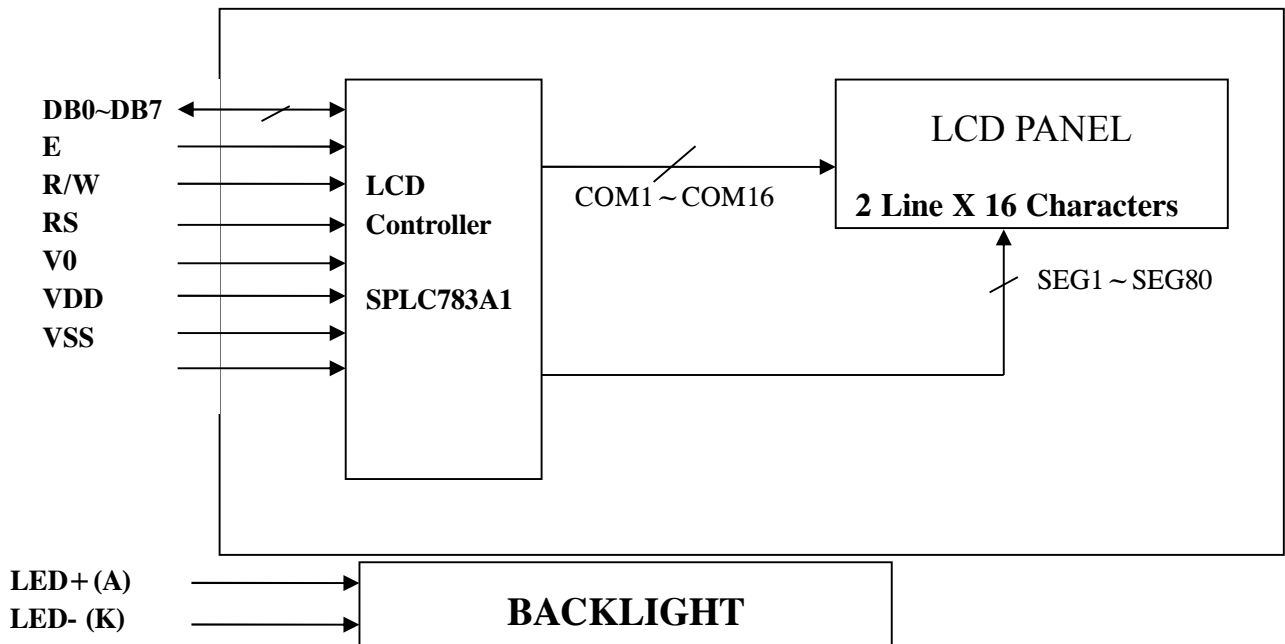 DB0~DB7
E
R/W
RS
V0
VDD
VSS
LCD
Controller
SPLC783A1
COM1~COM16
LCD PANEL
2 Line X 16 Characters
SEG1~SEG80
LED+(A)
LED- (K)
BACKLIGHT